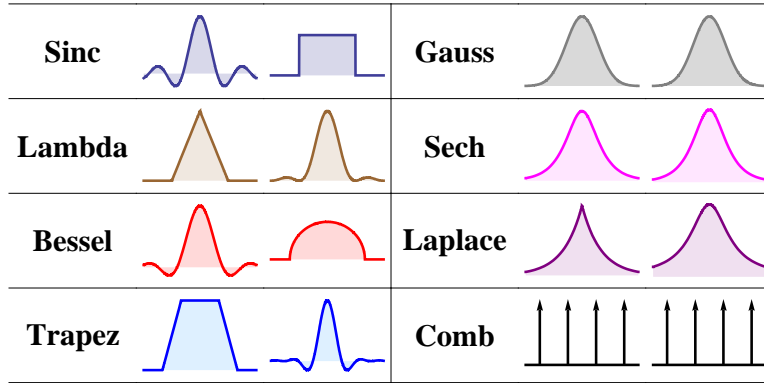 Sinc
Gauss
Lambda
Sech
Bessel
Laplace
Trapez
Comb